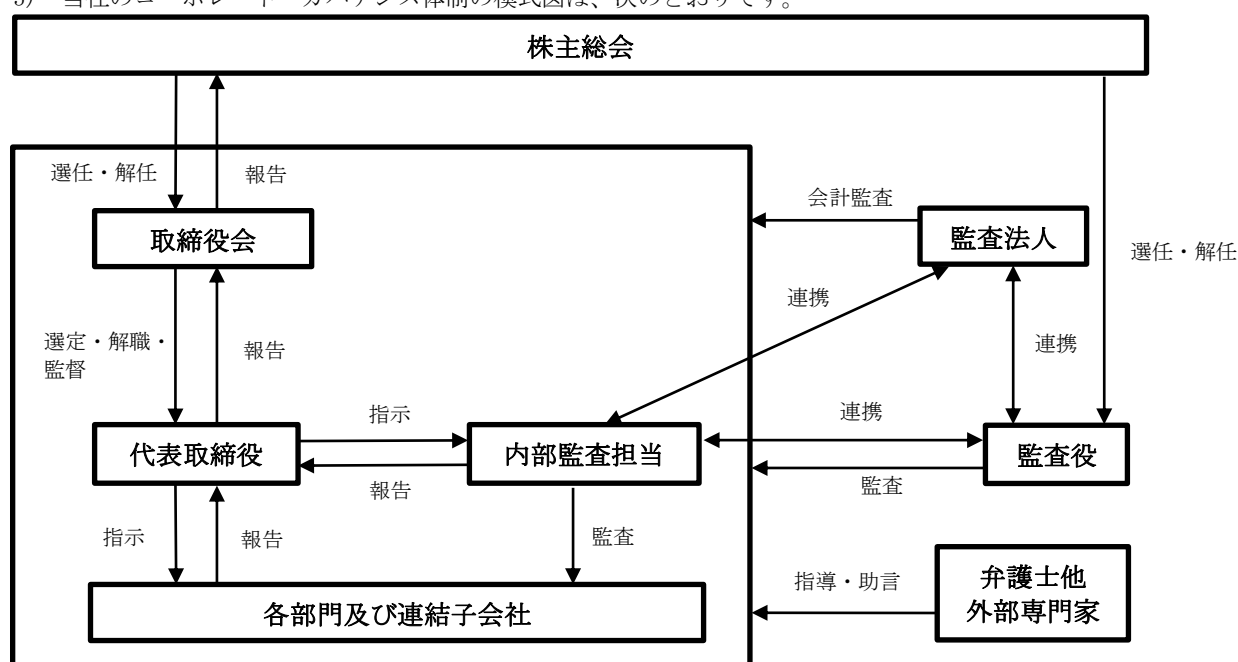 3) 当社のコーポレート・ガバナンス体制の模式図は、次のとおりです。
株主総会
選任・解任
報告
会計監査
取締役会
監査法人
選任・解任
連携
選定・解職・
監督
報告
連携
指示
連携
代表取締役
内部監査担当
監査役
報告
監査
指示
報告
監査
指導・助言
弁護士他
外部専門家
各部門及び連結子会社